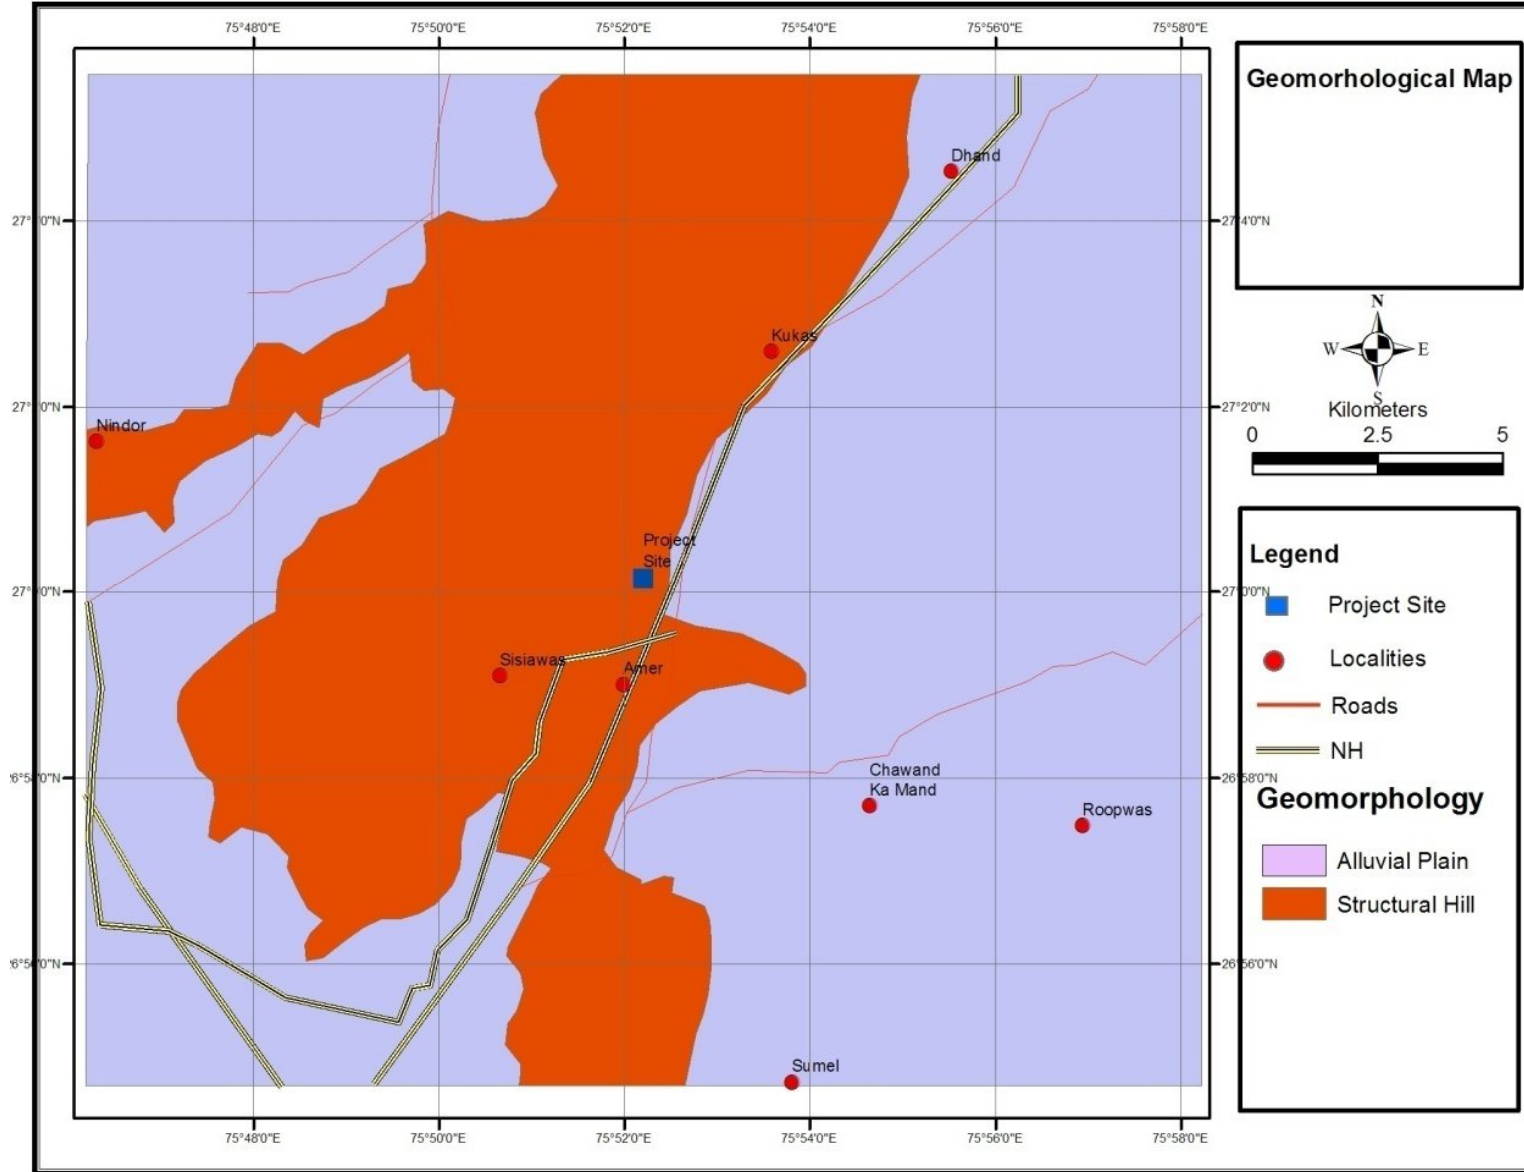 75°48'0"E 75°50'0"E 75°52'0"E 75°54'0"E 75°56'0"E 75°58'0"E
Geomorhological Map
Dhand
27°4'0"N
Kukas
N
W E
S
27°2'0"N
Kilometers
0 2.5 5
Nindor
Project
Site
Legend
Project Site
27°0'0"N
Localities
Sisiawas
Amer
Roads
NH
26°58'0"N
Chawand
Ka Mand
Roopwas
Geomorphology
Alluvial Plain
Structural Hill
26°56'0"N
Sumel
75°48'0"E 75°50'0"E 75°52'0"E 75°54'0"E 75°56'0"E 75°58'0"E